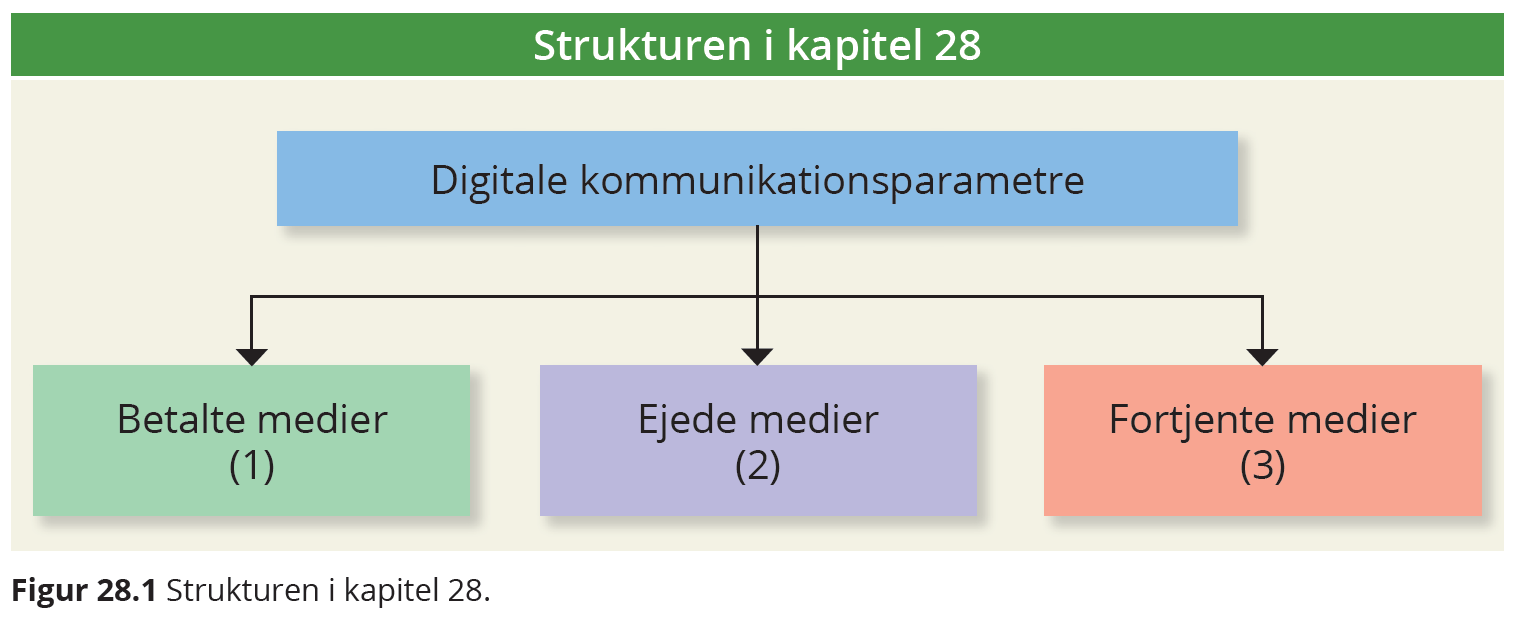 Strukturen i kapitel 28
Digitale kommunikationsparametre
Betalte medier
(1)
Ejede medier
(2)
Fortjente medier
(3)
Figur 28.1 Strukturen i kapitel 28.